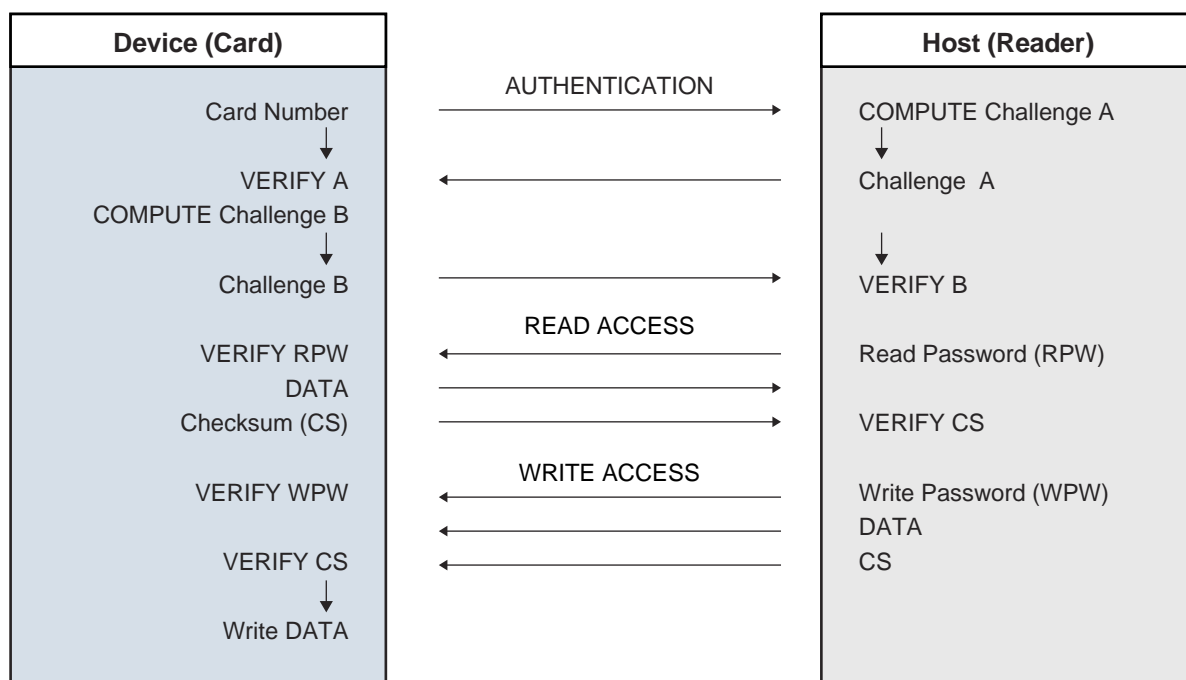 Device (Card)
Host (Reader)
AUTHENTICATION
Card Number
COMPUTE Challenge A
VERIFY A
Challenge A
COMPUTE Challenge B
Challenge B
VERIFY B
READ ACCESS
VERIFY RPW
Read Password (RPW)
DATA
Checksum (CS)
VERIFY CS
WRITE ACCESS
VERIFY WPW
Write Password (WPW)
DATA
VERIFY CS
CS
Write DATA